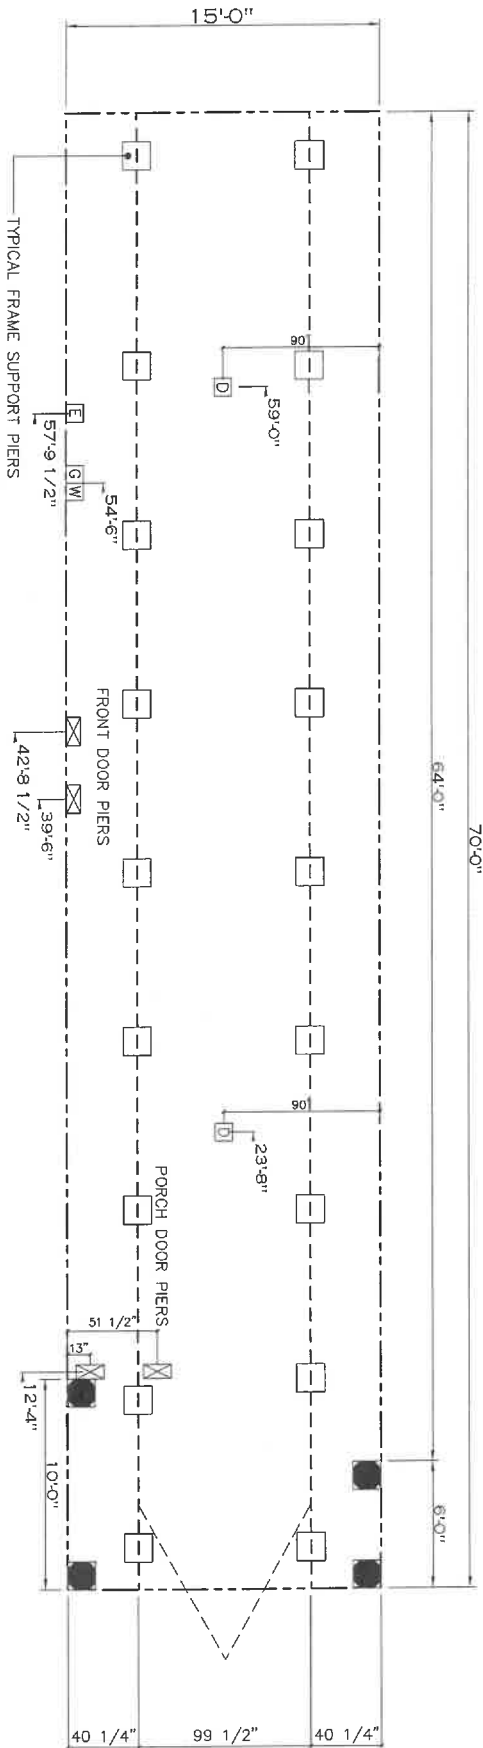 15'-0"
TYPICAL FRAME SUPPORT PIERS
90"
D
59'-0"
E
57'-9 1/2"
G W
54'-6"
FRONT DOOR PIERS
42'-8 1/2"
39'-6"
64'-0"
70'-0"
90"
D
23'-8"
PORCH DOOR PIERS
51 1/2"
13"
12'-4"
10'-0"
6'-0"
40 1/4"
99 1/2"
40 1/4"